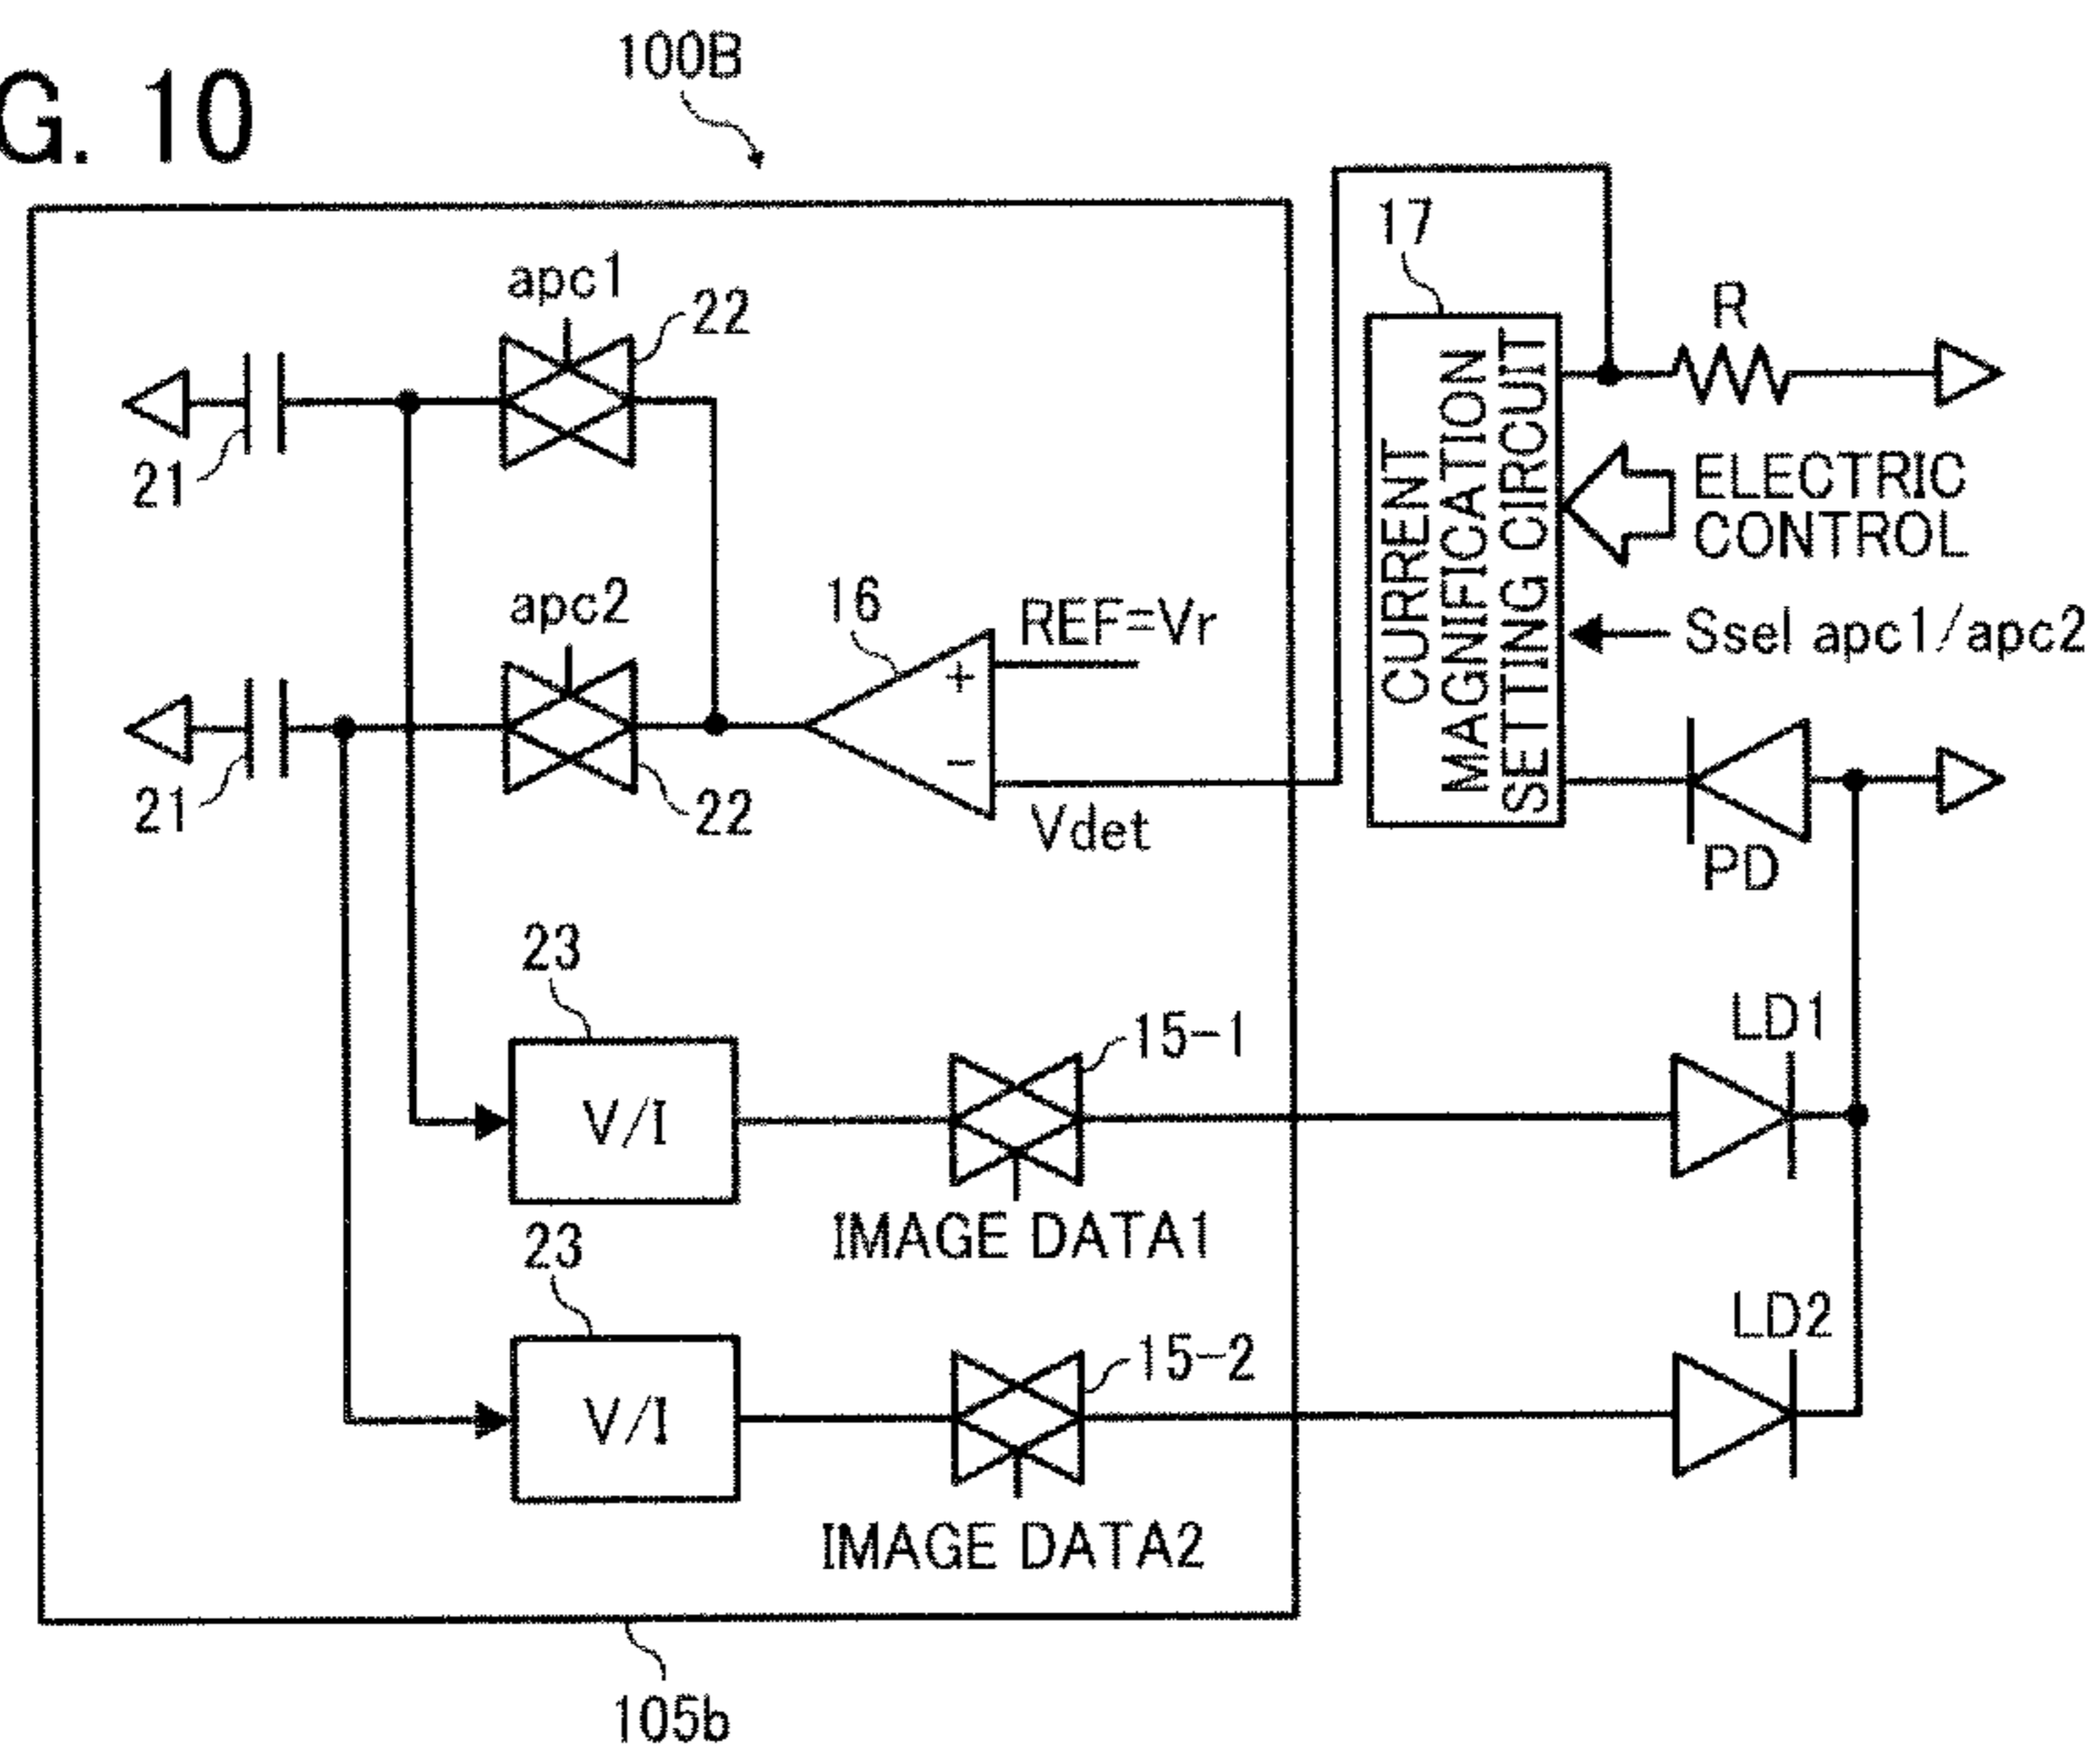 G. 10
100B
17
apc1
22
R
21
CURRENT
MAGNIFICATION
SETTING CIRCUIT
ELECTRIC
CONTROL
apc2
16
REF=Vr
Ssel apc1/apc2
+
−
21
22
Vdet
PD
23
15-1
LD1
V/I
IMAGE DATA1
23
15-2
LD2
V/I
IMAGE DATA2
105b